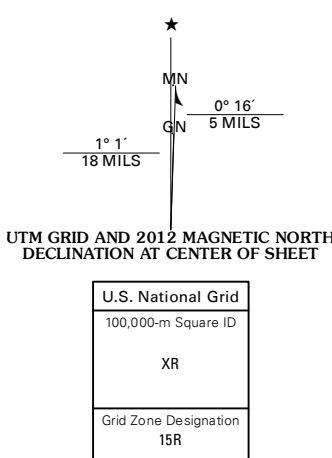 ★
MN
GN
0° 16´
5 MILS
1° 1´
18 MILS
UTM GRID AND 2012 MAGNETIC NORTH
DECLINATION AT CENTER OF SHEET
U.S. National Grid
100,000-m Square ID
XR
Grid Zone Designation
15R